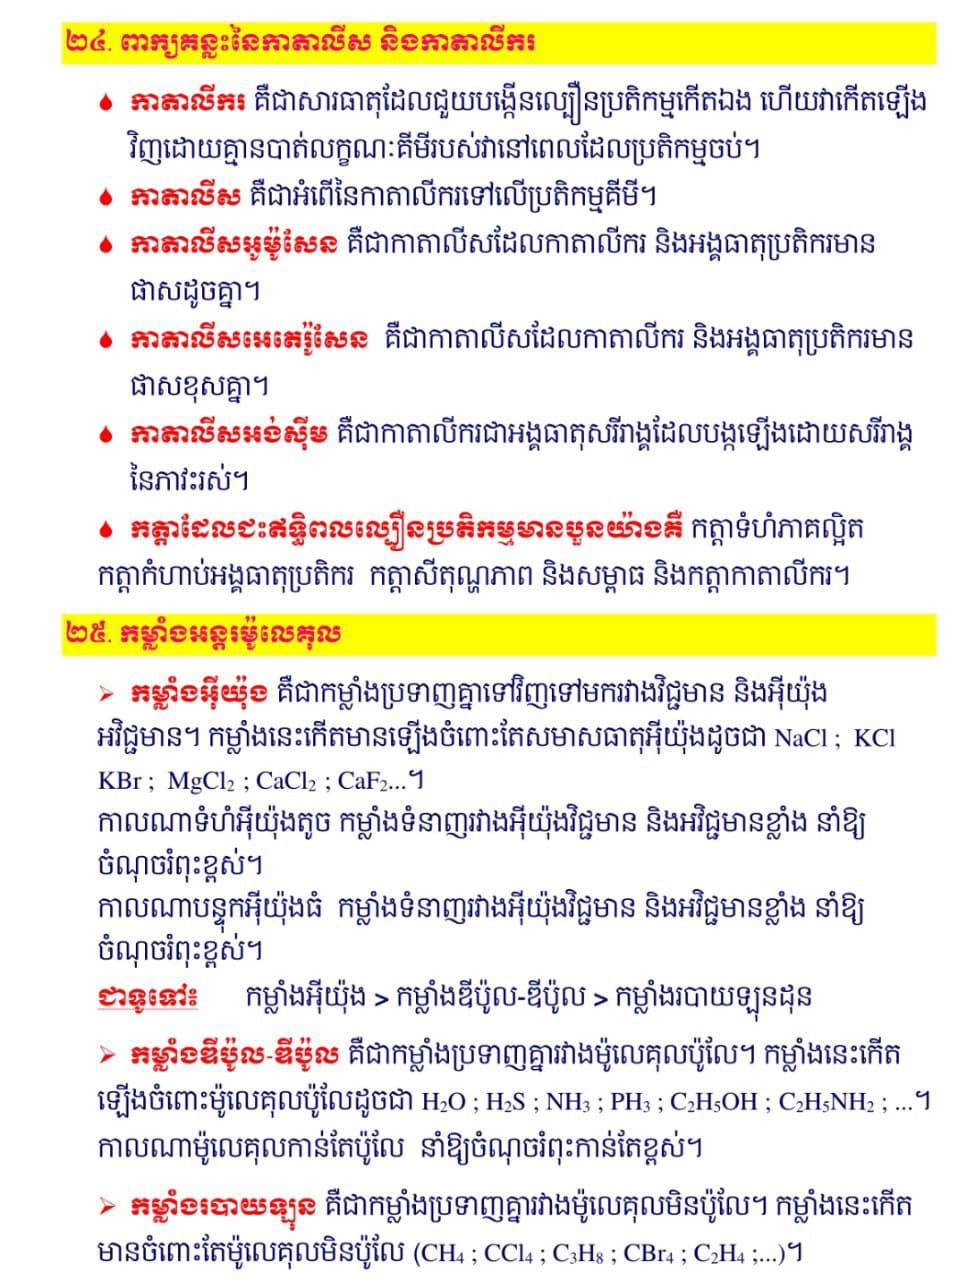 ២៤. ពាក្យគន្លះនៃកាតាលីស និងកាតាលីករ
កាតាលីករ គឺជាសារធាតុដែលជួយបង្កើនល្បឿនប្រតិកម្មកើតឯង ហើយវាកើតឡើង
វិញដោយគ្មានបាត់លក្ខណៈគីមីរបស់វានៅពេលដែលប្រតិកម្មចប់។
កាតាលីស គឺជាអំពើនៃកាតាលីករទៅលើប្រតិកម្មគីមី។
កាតាលីសអូម៉ូសែន គឺជាកាតាលីសដែលកាតាលីករ និងអង្គធាតុប្រតិករមាន
ផាសដូចគ្នា។
កាតាលីសអេតេរ៉ូសែន គឺជាកាតាលីសដែលកាតាលីករ និងអង្គធាតុប្រតិករមាន
ផាសខុសគ្នា។
កាតាលីសអង់ស៊ីម គឺជាកាតាលីករជាអង្គធាតុសរីរាង្គដែលបង្កឡើងដោយសរីរាង្គ
នៃភាវះរស់។
កត្តាដែលជះឥទ្ធិពលល្បឿនប្រតិកម្មមានបួនយ៉ាងគឺ កត្តាទំហំភាគល្អិត
កត្តាកំហាប់អង្គធាតុប្រតិករ កត្តាសីតុណ្ហភាព និងសម្ពាធ និងកត្តាកាតាលីករ។
២៥. កម្លាំងអន្តរម៉ូលេគុល
➢ កម្លាំងអ៊ីយ៉ុង គឺជាកម្លាំងប្រទាញគ្នាទៅវិញទៅមករវាងវិជ្ជមាន និងអ៊ីយ៉ុង
អវិជ្ជមាន។ កម្លាំងនេះកើតមានឡើងចំពោះតែសមាសធាតុអ៊ីយ៉ុងដូចជា NaCl ; KCl
KBr ; MgCl₂ ; CaCl₂ ; CaF₂...។
កាលណាទំហំអ៊ីយ៉ុងតូច កម្លាំងទំនាញរវាងអ៊ីយ៉ុងវិជ្ជមាន និងអវិជ្ជមានខ្លាំង នាំឱ្យ
ចំណុចរំពុះខ្ពស់។
កាលណាបន្ទុកអ៊ីយ៉ុងធំ កម្លាំងទំនាញរវាងអ៊ីយ៉ុងវិជ្ជមាន និងអវិជ្ជមានខ្លាំង នាំឱ្យ
ចំណុចរំពុះខ្ពស់។
ជាទូទៅ៖ កម្លាំងអ៊ីយ៉ុង > កម្លាំងឌីប៉ូល-ឌីប៉ូល > កម្លាំងរបាយឡុនដុន
➢ កម្លាំងឌីប៉ូល-ឌីប៉ូល គឺជាកម្លាំងប្រទាញគ្នារវាងម៉ូលេគុលប៉ូលែ។ កម្លាំងនេះកើត
ឡើងចំពោះម៉ូលេគុលប៉ូលែដូចជា H₂O ; H₂S ; NH₃ ; PH₃ ; C₂H₅OH ; C₂H₅NH₂ ; ...។
កាលណាម៉ូលេគុលកាន់តែប៉ូលែ នាំឱ្យចំណុចរំពុះកាន់តែខ្ពស់។
➢ កម្លាំងរបាយឡុន គឺជាកម្លាំងប្រទាញគ្នារវាងម៉ូលេគុលមិនប៉ូលែ។ កម្លាំងនេះកើត
មានចំពោះតែម៉ូលេគុលមិនប៉ូលែ (CH₄ ; CCl₄ ; C₃H₈ ; CBr₄ ; C₂H₄ ;...)។